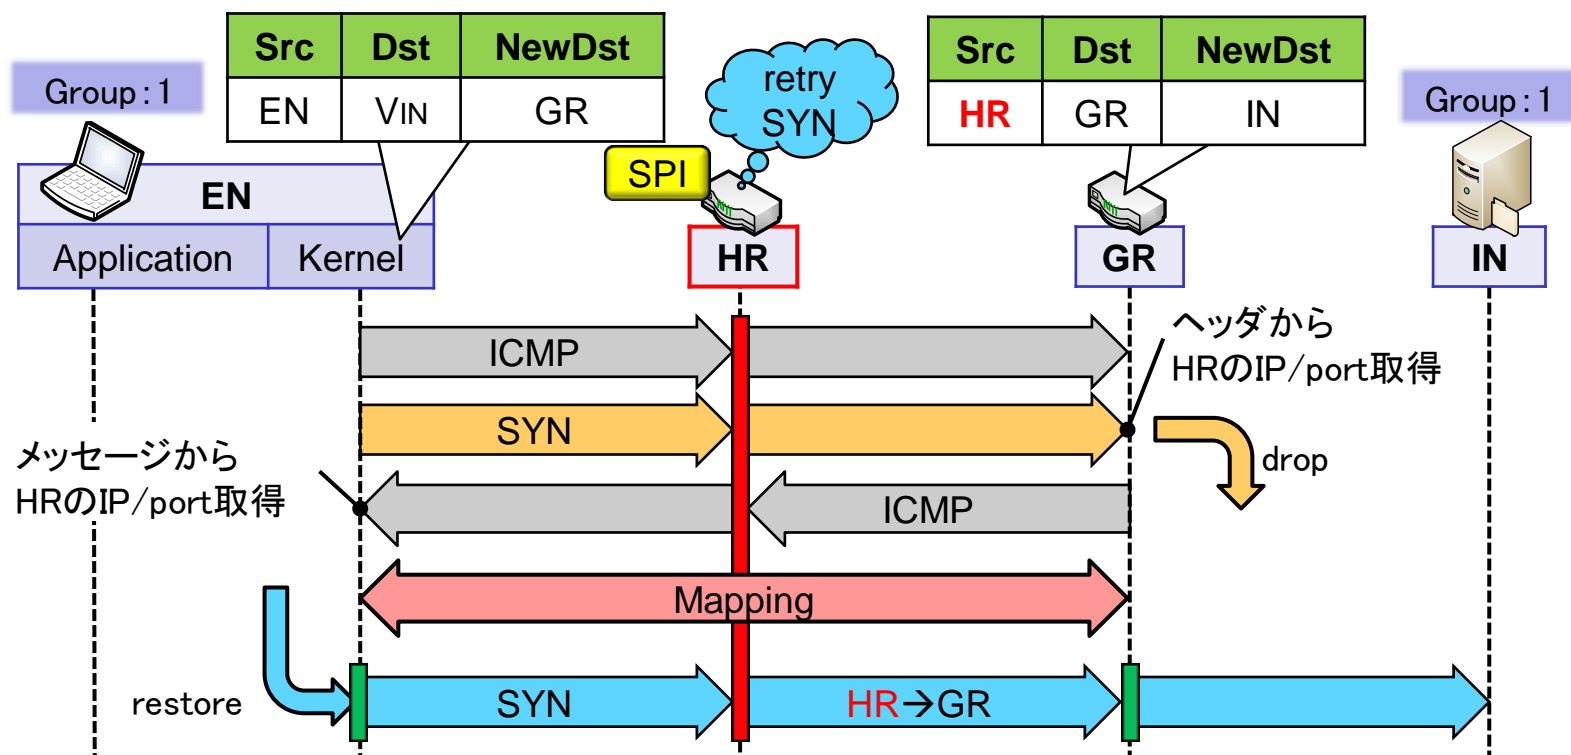 Group:1
Src Dst NewDst
EN VIN GR
retry
SYN
SPI
Src Dst NewDst
HR GR IN
Group:1
EN
Application Kernel
HR
GR
IN
ICMP
ヘッダから
HRのIP/port取得
SYN
drop
メッセージから
HRのIP/port取得
ICMP
Mapping
restore
SYN
HR→GR